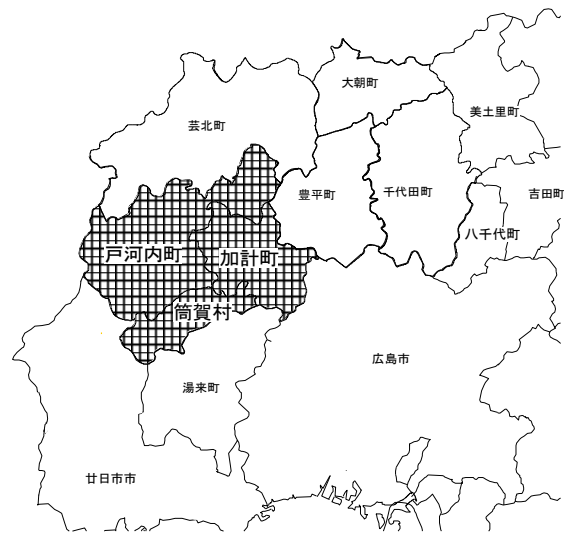 大朝町
美土里町
芸北町
豊平町
千代田町
吉田町
八千代町
戸河内町
加計町
筒賀村
広島市
湯来町
廿日市市